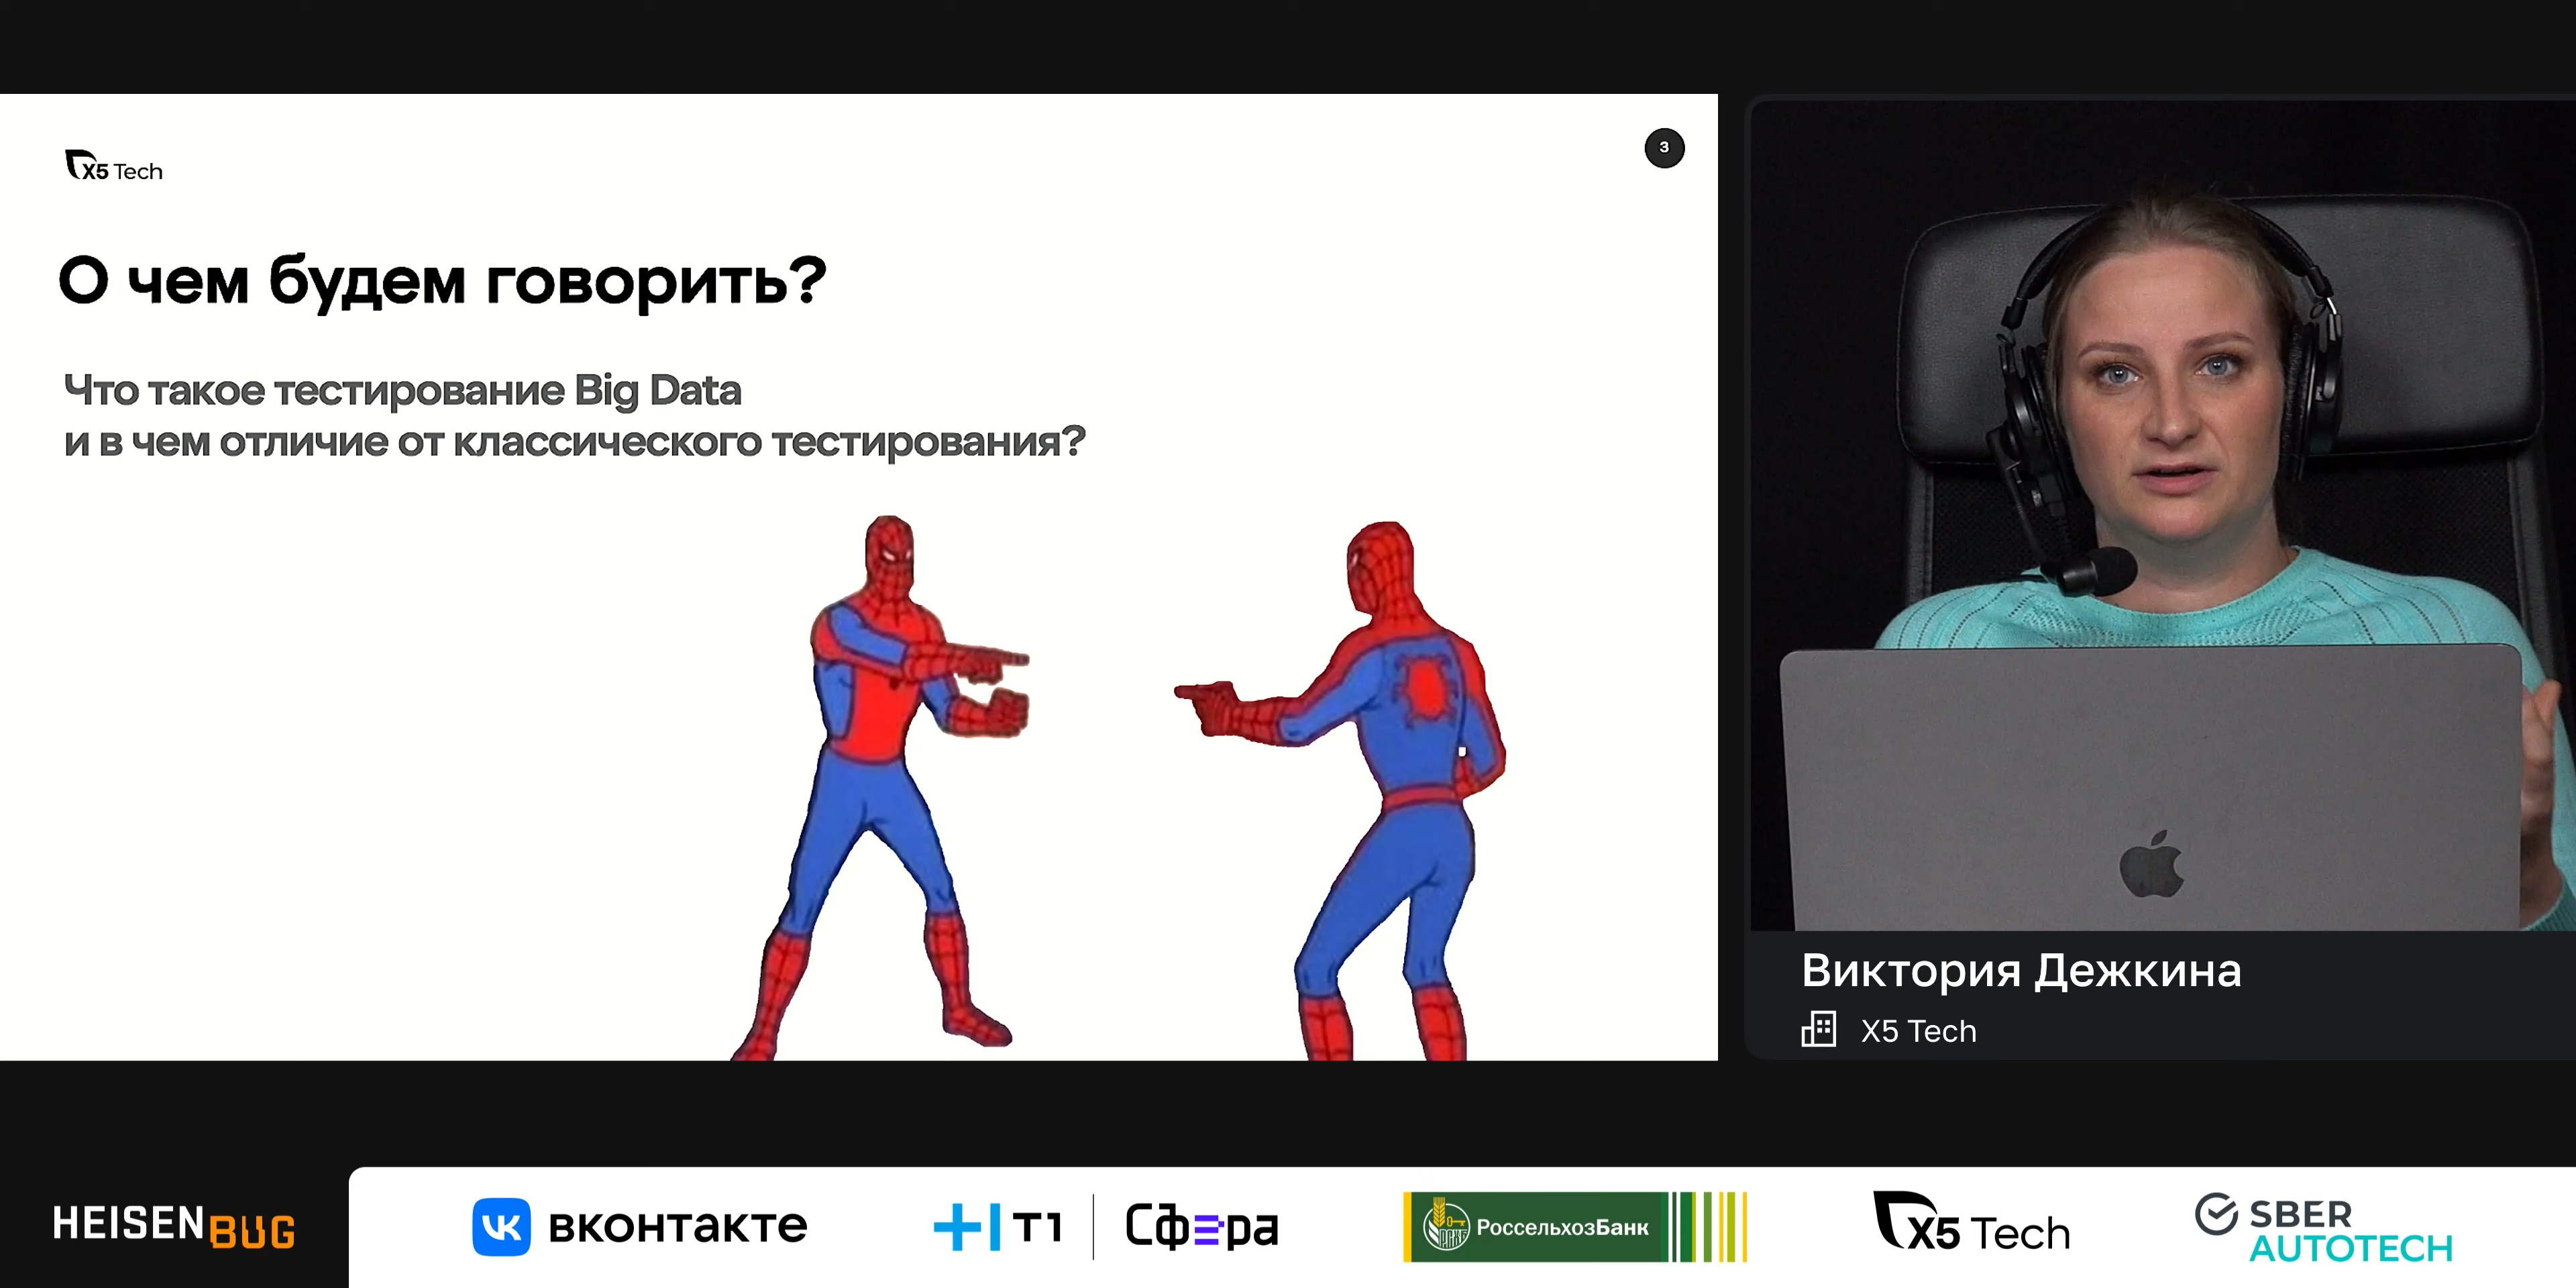 X5 Tech
3
О чем будем говорить?
Что такое тестирование Big Data
и в чем отличие от классического тестирования?
Виктория Дежкина
X5 Tech
HEISENBUG
вконтакте
Т1
Сфера
РоссельхозБанк
X5 Tech
SBER
AUTOTECH